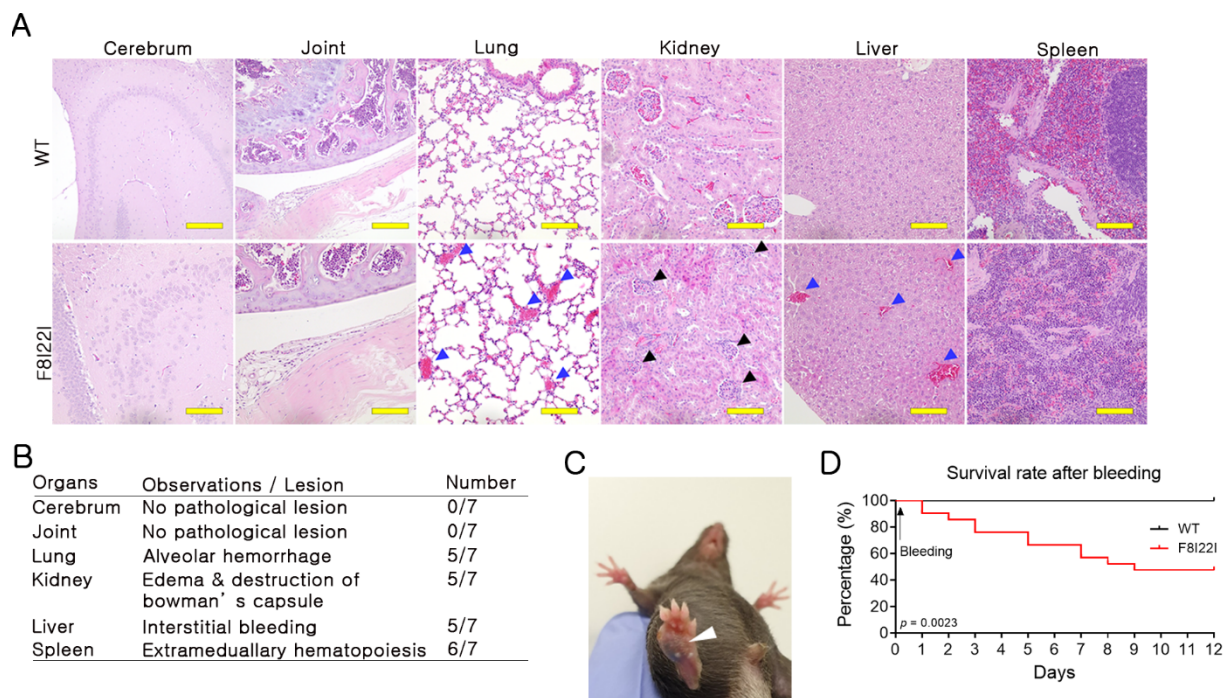 A
Cerebrum Joint Lung Kidney Liver Spleen
WT
F8I22I
B
Organs Observations / Lesion Number
Cerebrum No pathological lesion 0/7
Joint No pathological lesion 0/7
Lung Alveolar hemorrhage 5/7
Kidney Edema & destruction of 5/7
bowman's capsule
Liver Interstitial bleeding 5/7
Spleen Extrameduallary hematopoiesis 6/7
C
D
Survival rate after bleeding
Percentage (%)
100
80
60
40
20
0
Bleeding
WT
F8I22I
p = 0.0023
0 1 2 3 4 5 6 7 8 9 10 11 12
Days